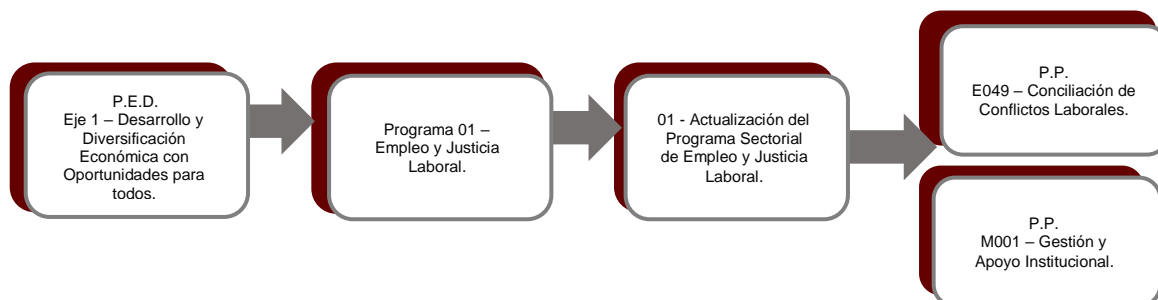 P.E.D.
Eje 1 – Desarrollo y
Diversificación
Económica con
Oportunidades para
todos.
Programa 01 –
Empleo y Justicia
Laboral.
01 - Actualización del
Programa Sectorial
de Empleo y Justicia
Laboral.
P.P.
E049 – Conciliación de
Conflictos Laborales.
P.P.
M001 – Gestión y
Apoyo Institucional.